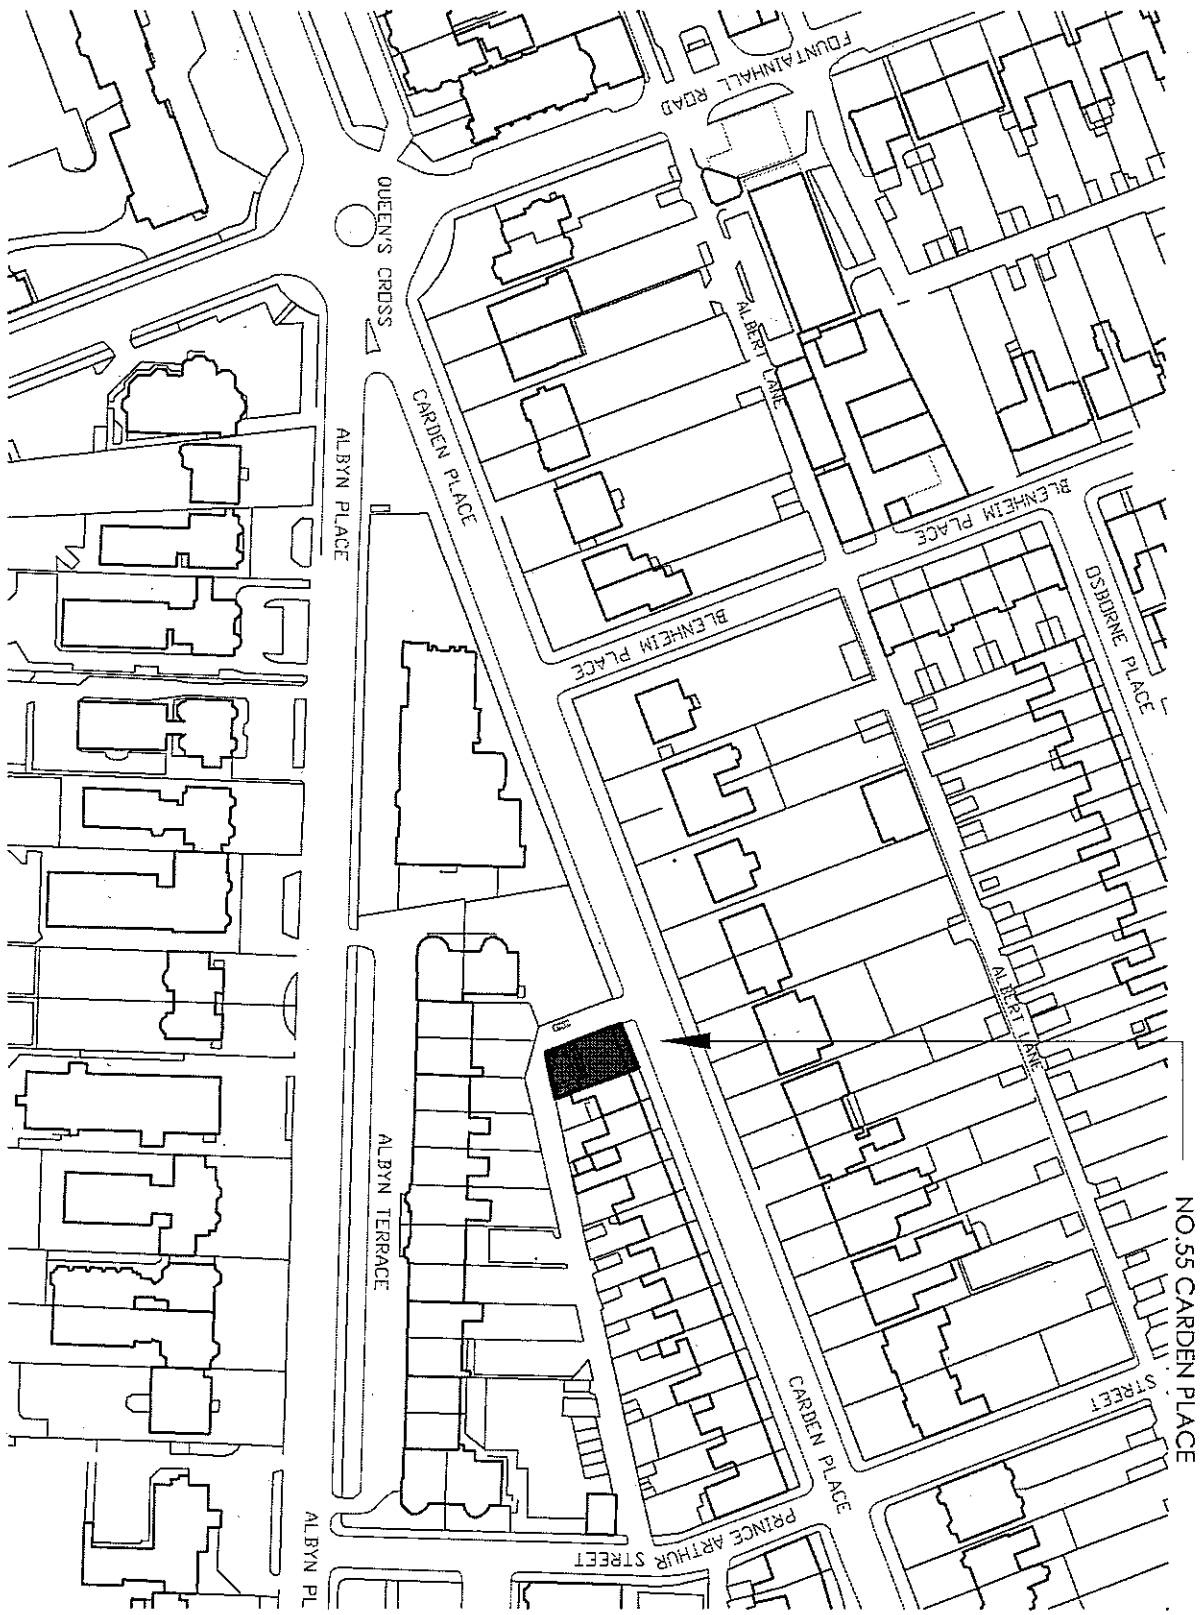 FOUNTAINHALL ROAD
QUEEN'S CROSS
ALBERT LANE
CARDEN PLACE
ALBYN PLACE
BLENHEIM PLACE
OSBORNE PLACE
BLENHEIM PLACE
ALBERT LANE
NO.55 CARDEN PLACE
ALBYN TERRACE
CARDEN PLACE
STREET
PRINCE ARTHUR STREET
ALBYN PL